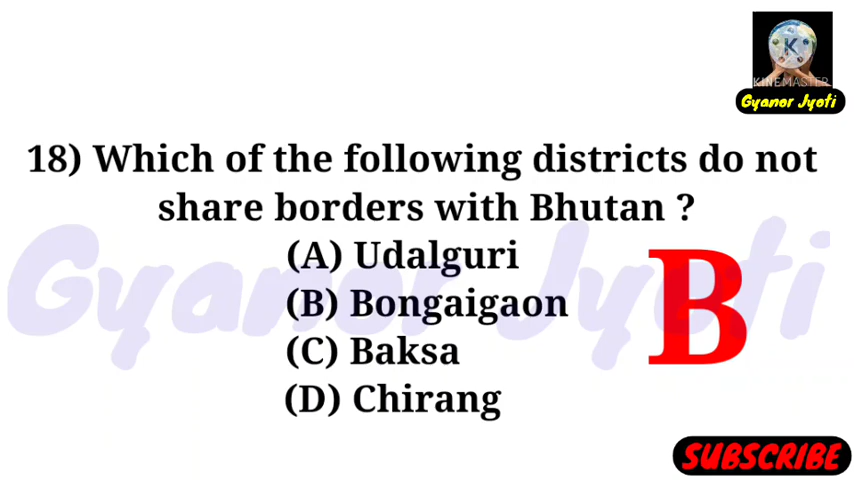 K
KINEMASTER
Gyanor Jyoti
18) Which of the following districts do not
share borders with Bhutan ?
(A) Udalguri
(B) Bongaigaon
(C) Baksa
(D) Chirang
B
Gyanor Jyoti
SUBSCRIBE